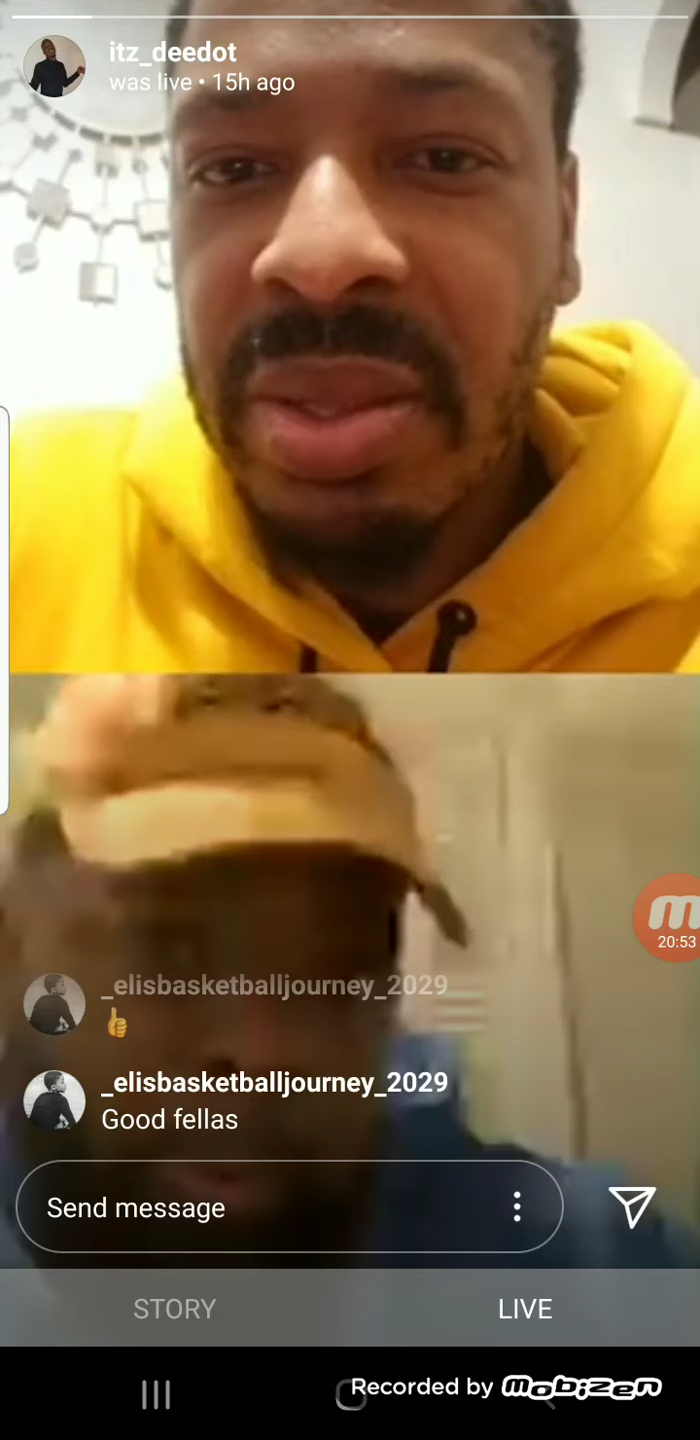 itz_deedot
was live • 15h ago
m
20:53
_elisbasketballjourney_2029
👍
_elisbasketballjourney_2029
Good fellas
Send message
STORY LIVE
Recorded by mobizen